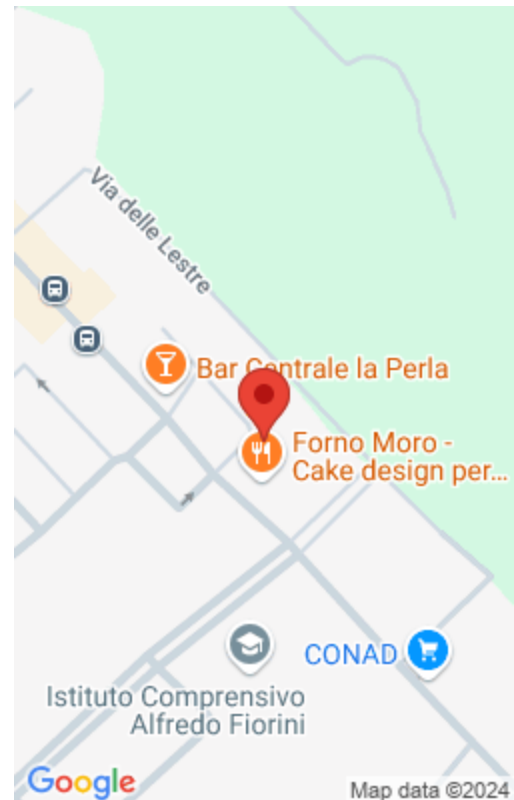 Via delle Lestre
Bar Centrale la Perla
Forno Moro -
Cake design per...
CONAD
Istituto Comprensivo
Alfredo Fiorini
Google
Map data ©2024